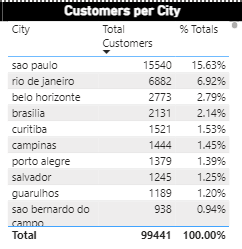 Customers per City
City Total % Totals
Customers
sao paulo 15540 15.63%
rio de janeiro 6882 6.92%
belo horizonte 2773 2.79%
brasilia 2131 2.14%
curitiba 1521 1.53%
campinas 1444 1.45%
porto alegre 1379 1.39%
salvador 1245 1.25%
guarulhos 1189 1.20%
sao bernardo do 938 0.94%
campo
Total 99441 100.00%